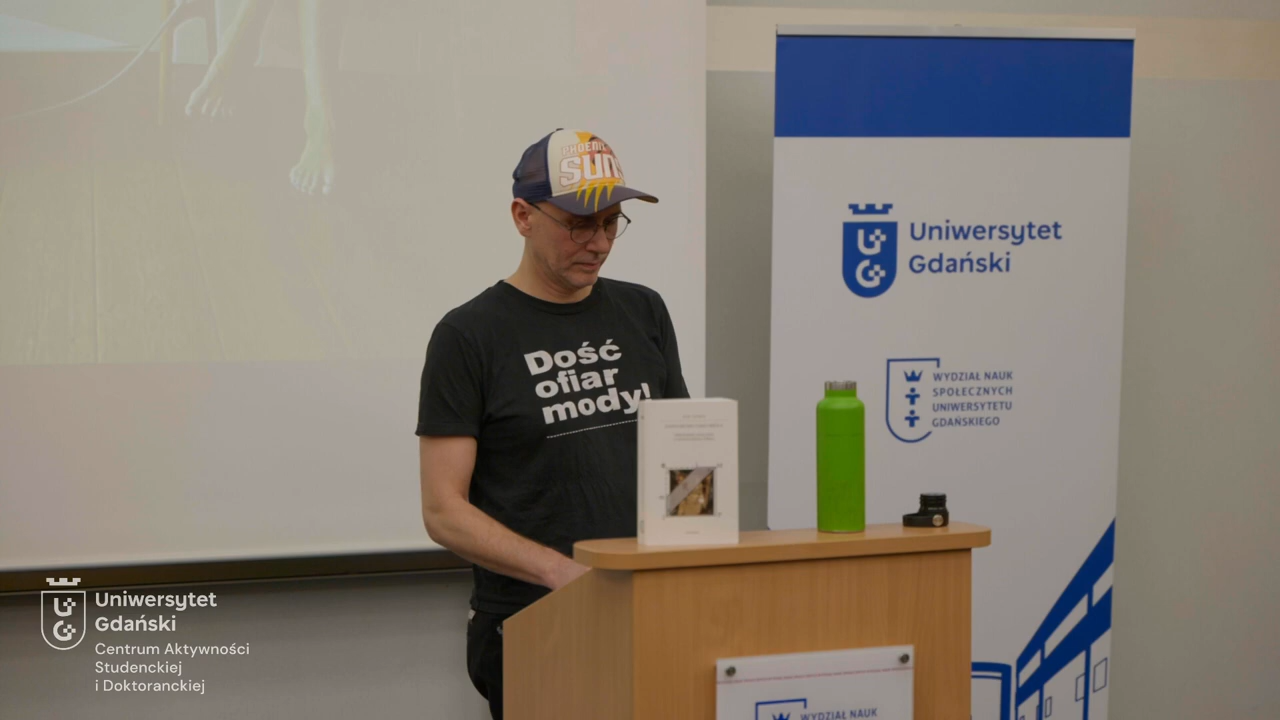 PHOENIX
SUNS
Dość
ofiar
mody!
Uniwersytet
Gdański
WYDZIAŁ NAUK
SPOŁECZNYCH
UNIWERSYTETU
GDAŃSKIEGO
WYDZIAŁ NAUK
Uniwersytet
Gdański
Centrum Aktywności
Studenckiej
i Doktoranckiej